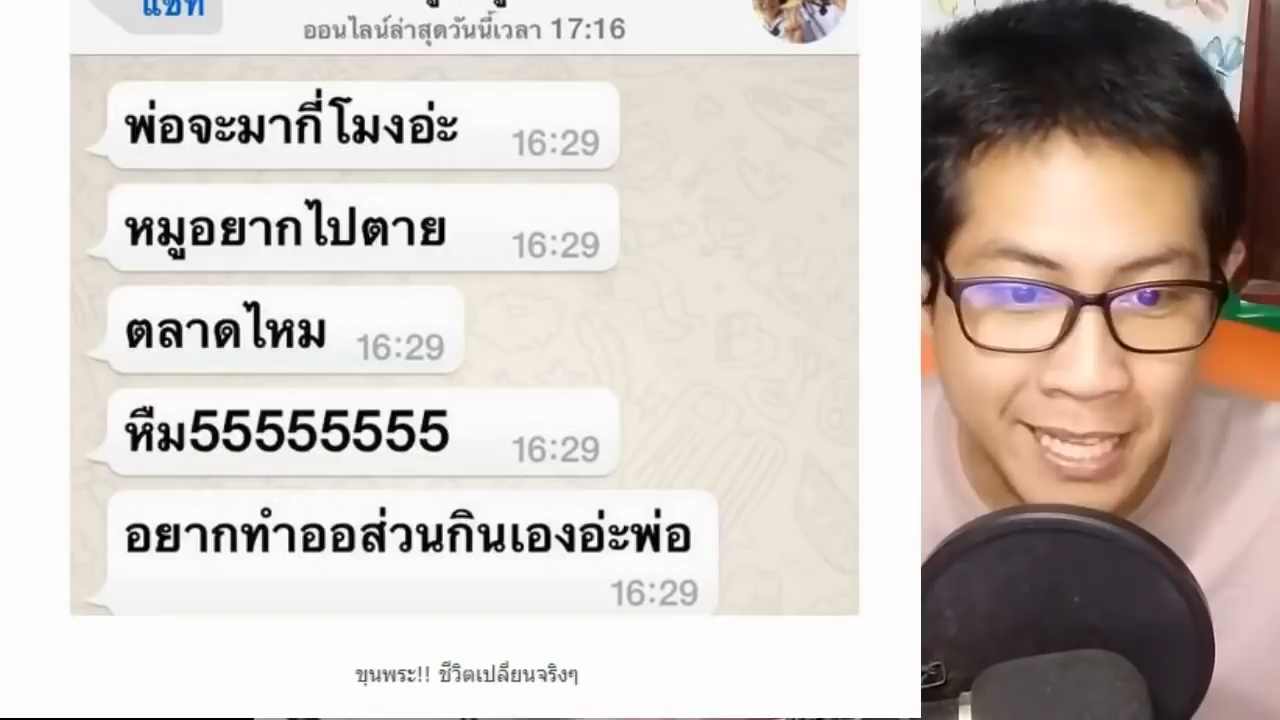 แชท
ออนไลน์ล่าสุดวันนี้เวลา 17:16
พ่อจะมากี่โมงอ่ะ 16:29
หมูอยากไปตาย 16:29
ตลาดไหม 16:29
หืม55555555 16:29
อยากทำออส่วนกินเองอ่ะพ่อ
16:29
ขุนพระ!! ชีวิตเปลี่ยนจริงๆ